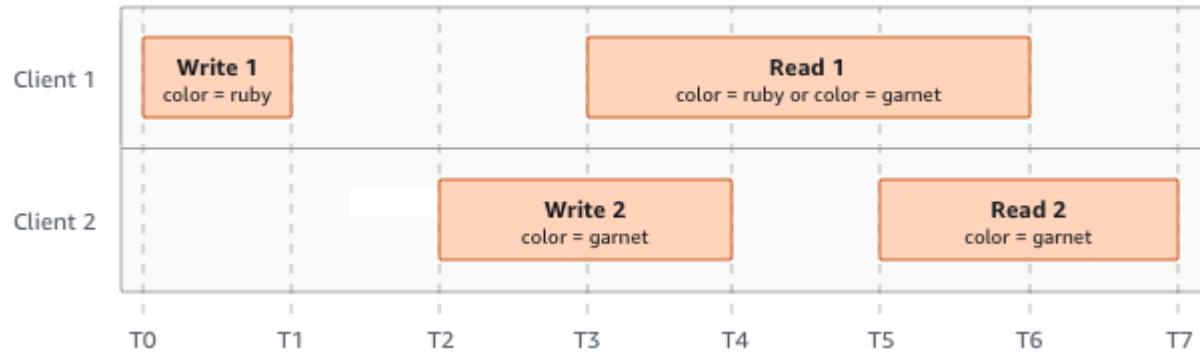 Client 1
Write 1
color = ruby
Read 1
color = ruby or color = garnet
Client 2
Write 2
color = garnet
Read 2
color = garnet
T0 T1 T2 T3 T4 T5 T6 T7